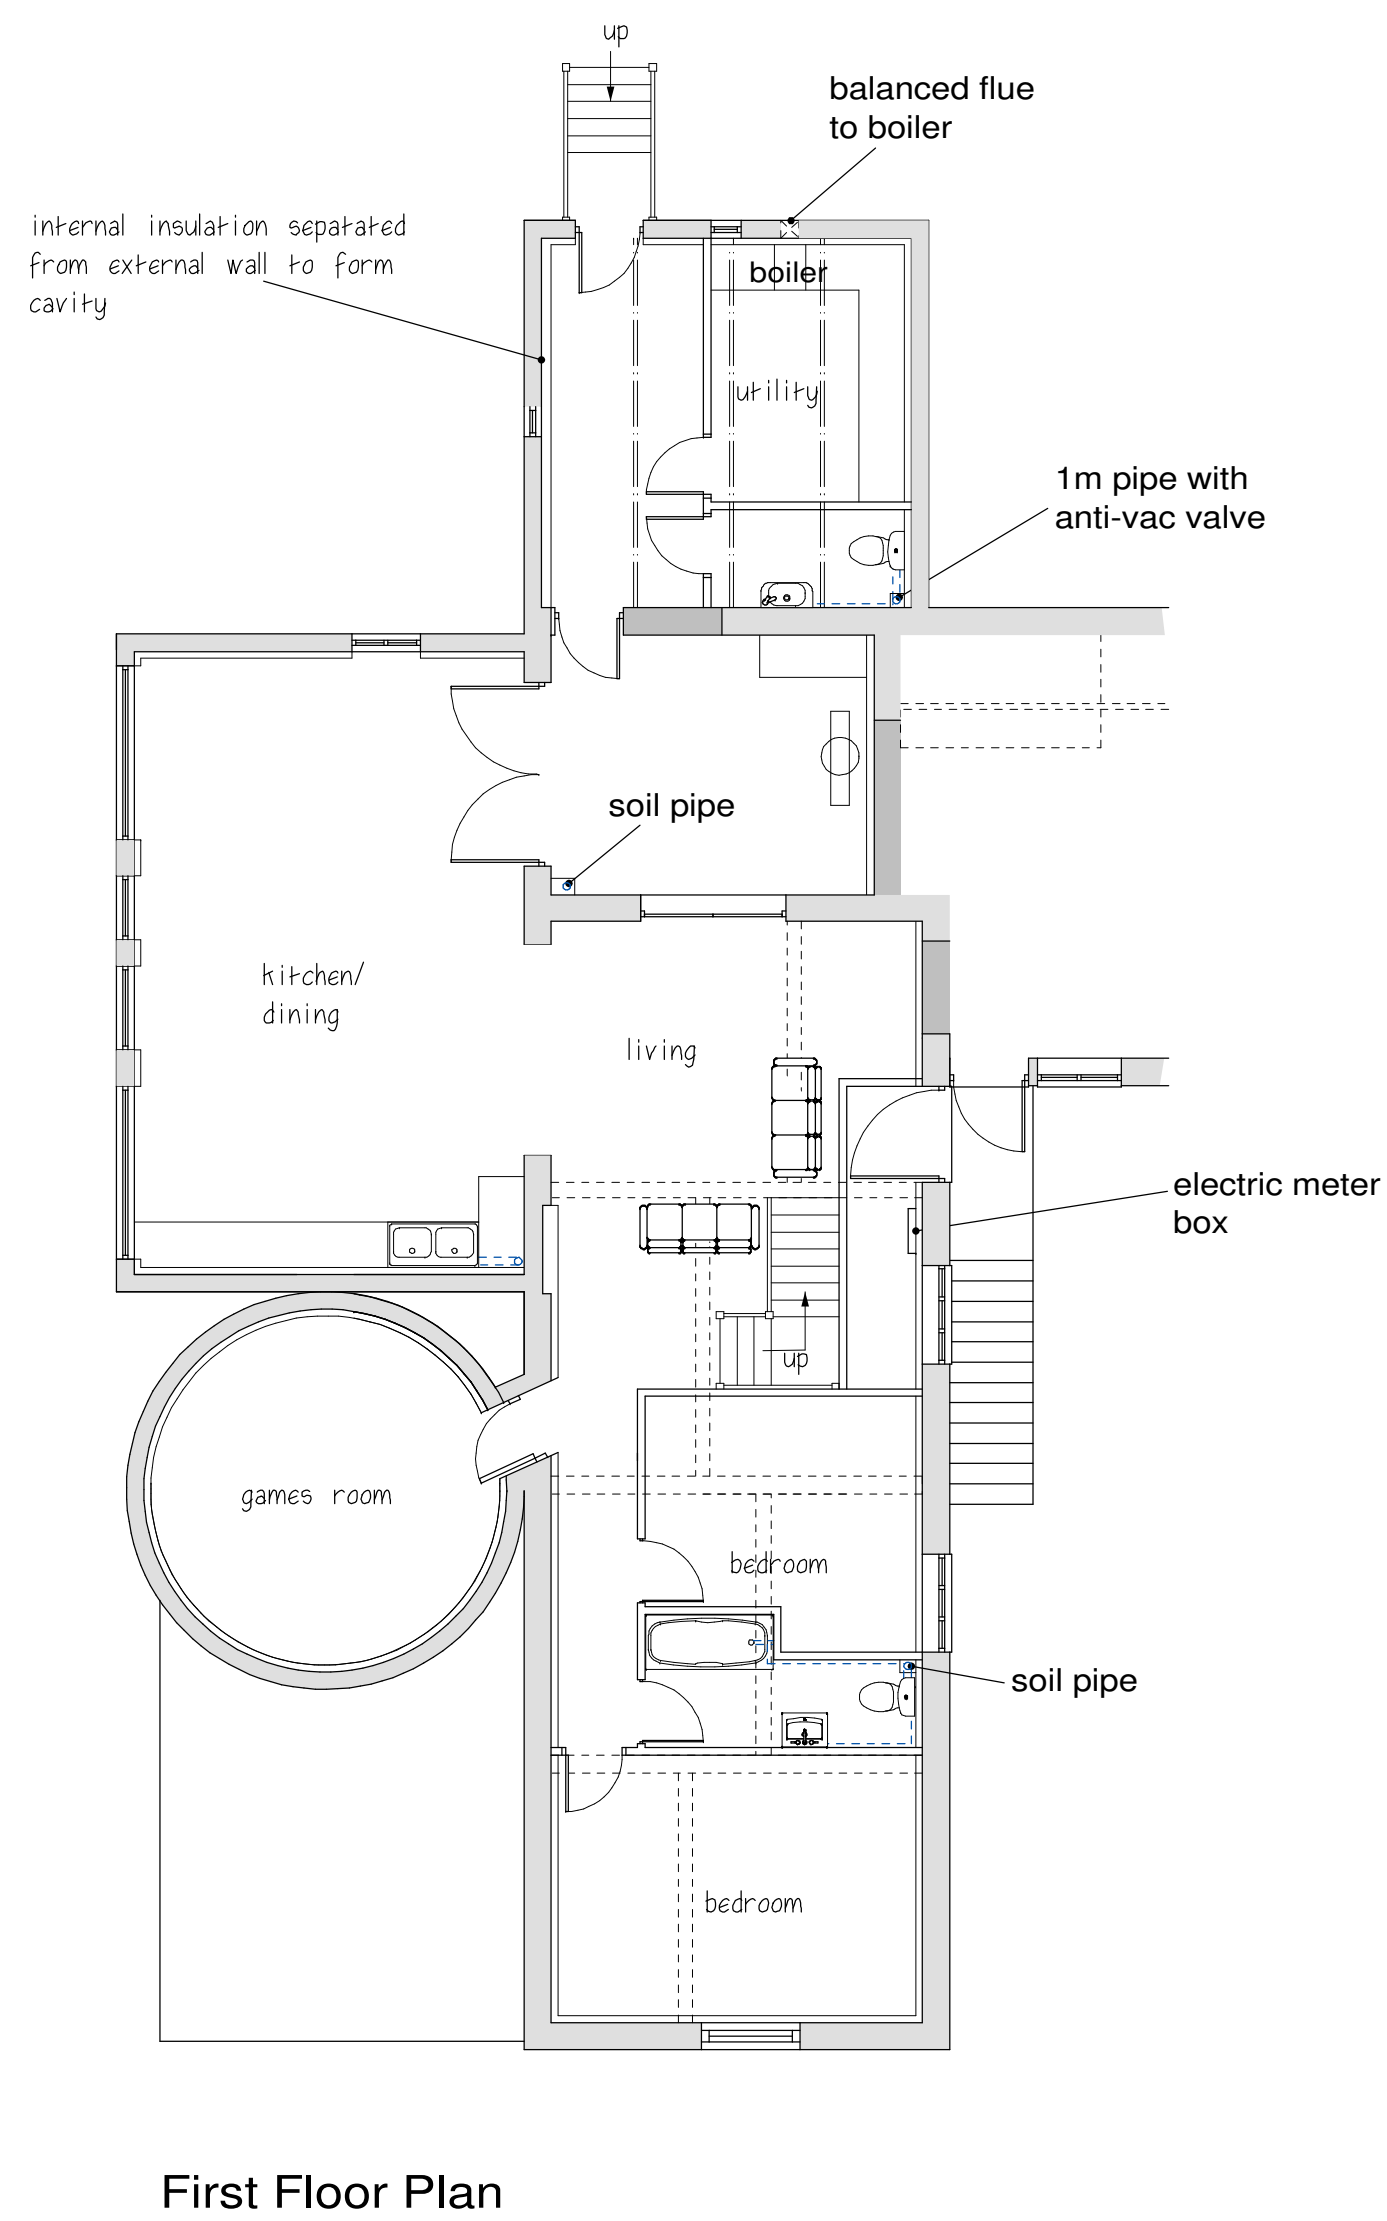 up
balanced flue
to boiler
internal insulation sepatated
from external wall to form
cavity
boiler
utility
1m pipe with
anti-vac valve
soil pipe
kitchen/
dining
living
electric meter
box
up
games room
bedroom
soil pipe
bedroom
First Floor Plan